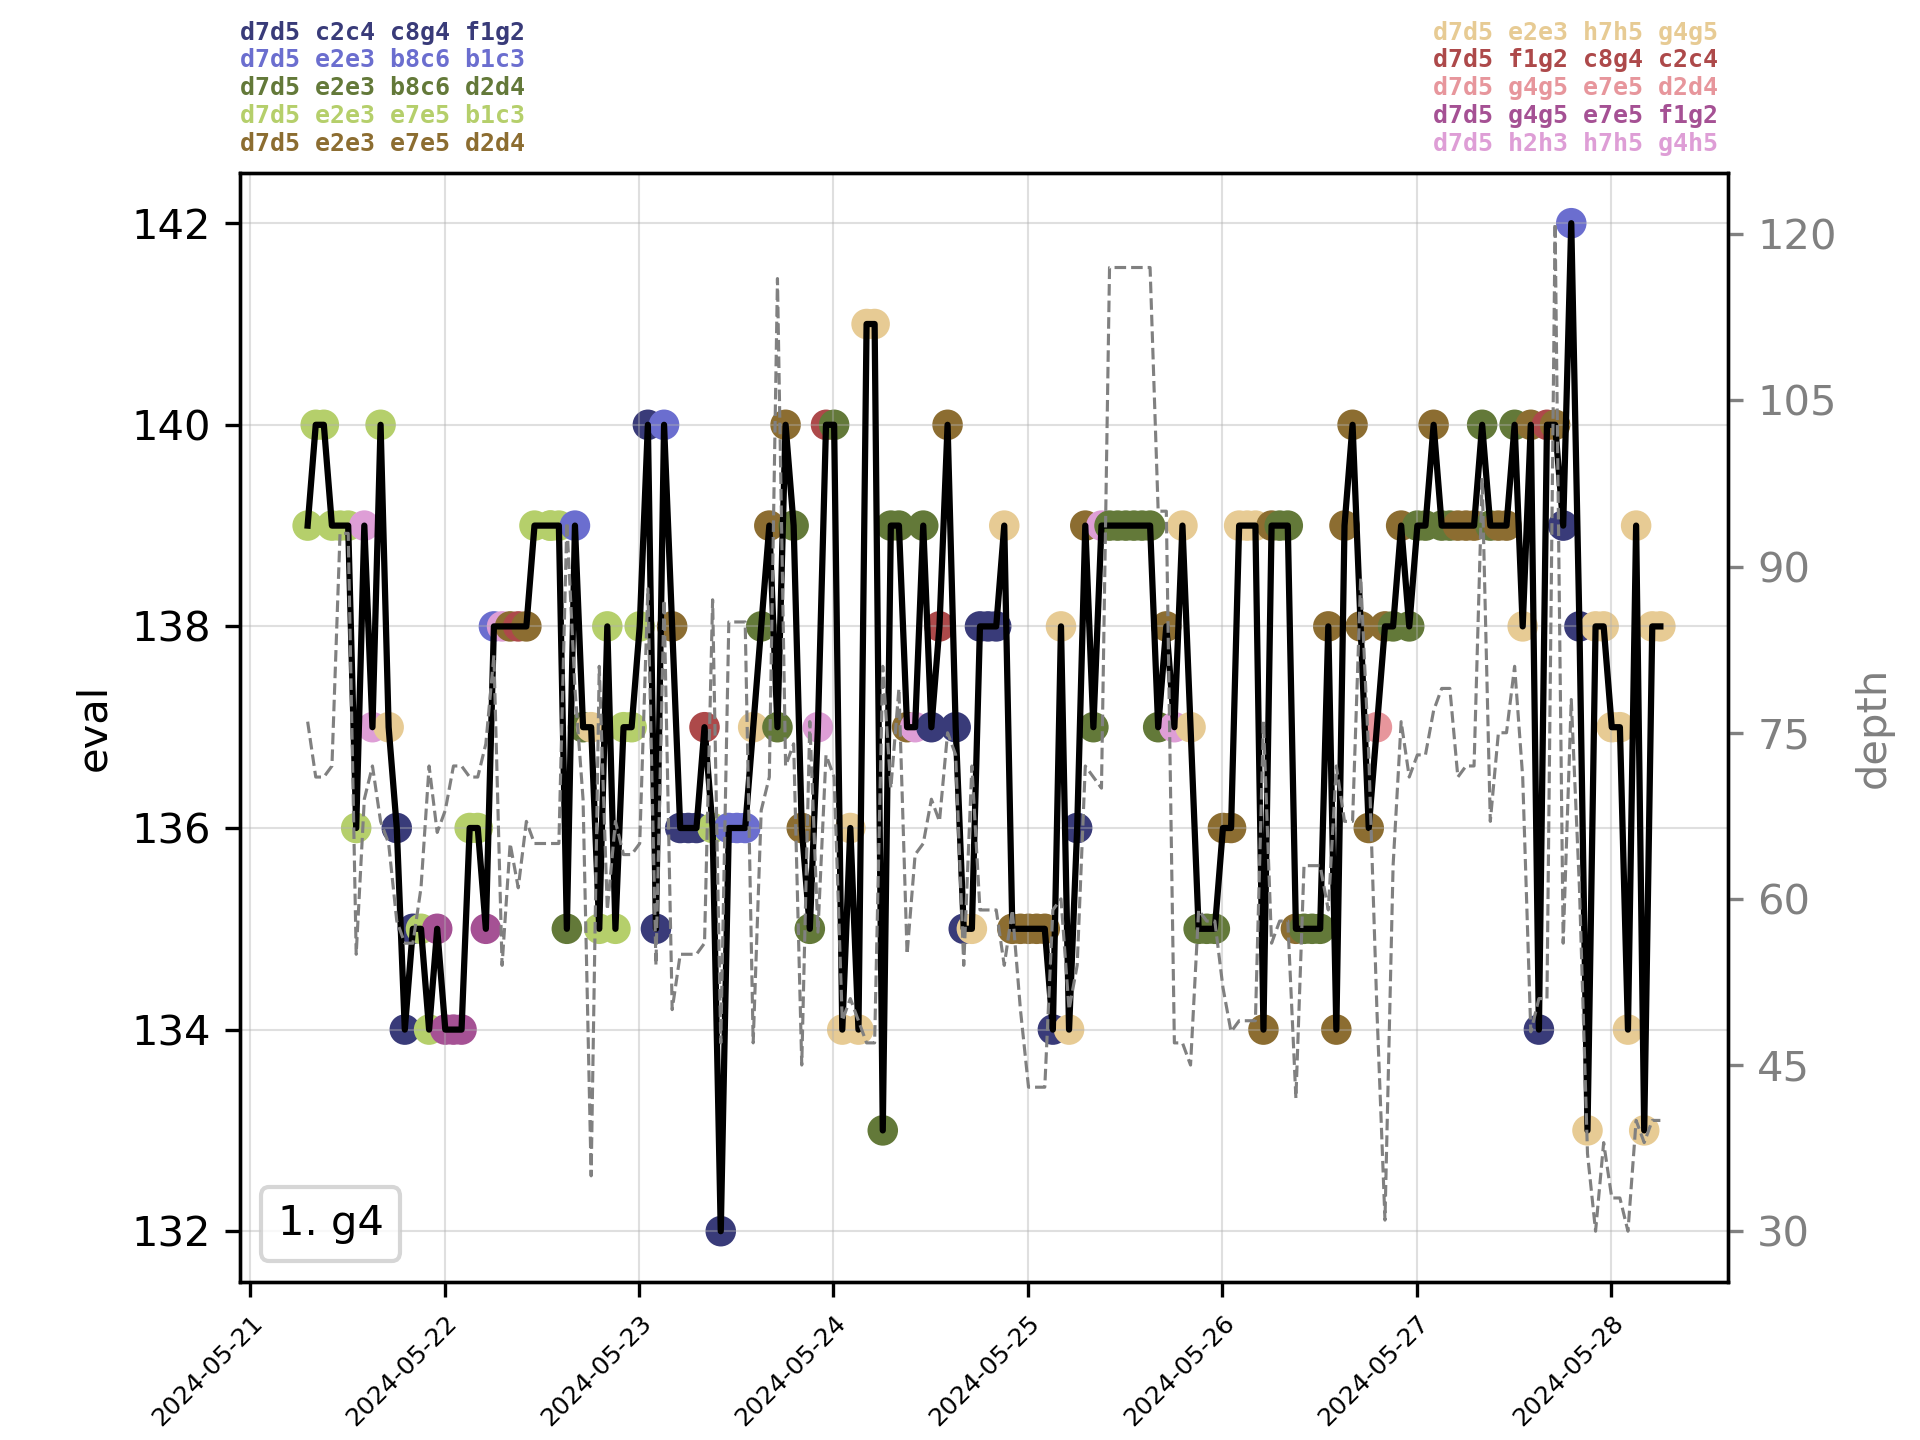 d7d5 c2c4 c8g4 f1g2
d7d5 e2e3 b8c6 b1c3
d7d5 e2e3 b8c6 d2d4
d7d5 e2e3 e7e5 b1c3
d7d5 e2e3 e7e5 d2d4
d7d5 e2e3 h7h5 g4g5
d7d5 f1g2 c8g4 c2c4
d7d5 g4g5 e7e5 d2d4
d7d5 g4g5 e7e5 f1g2
d7d5 h2h3 h7h5 g4h5
142
140
138
136
134
132
eval
120
105
90
75
60
45
30
depth
1. g4
2024-05-21
2024-05-22
2024-05-23
2024-05-24
2024-05-25
2024-05-26
2024-05-27
2024-05-28